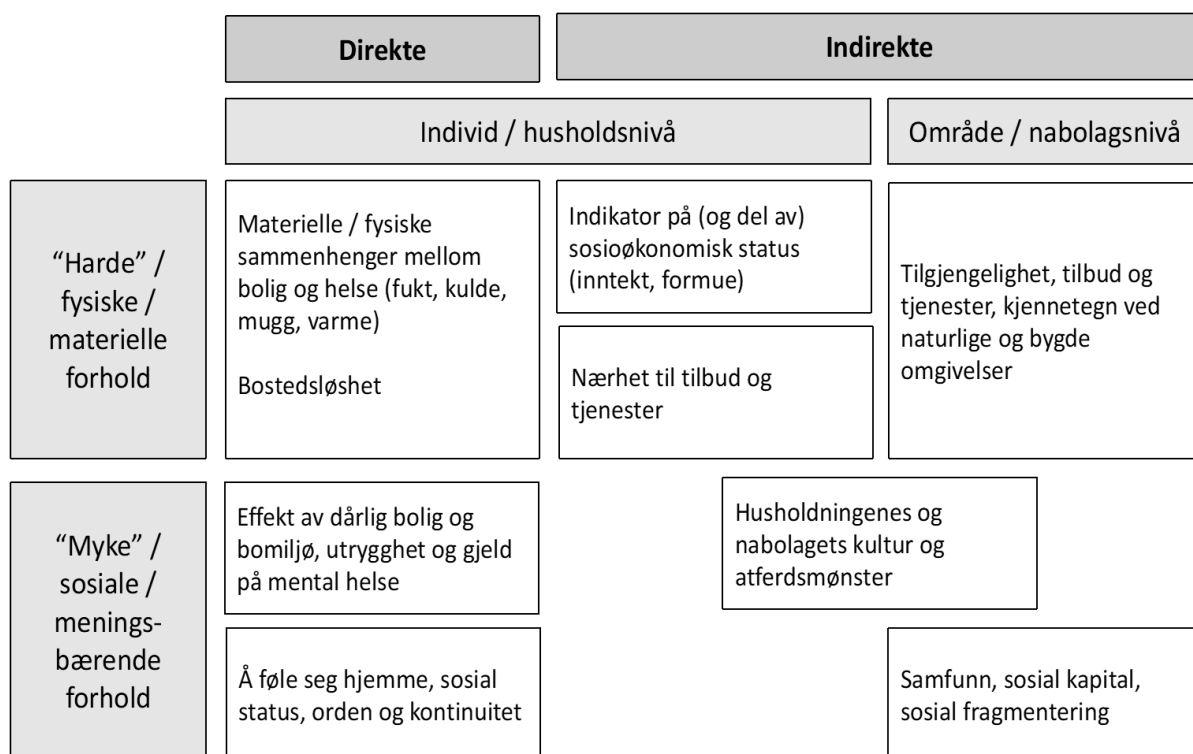 Direkte
Indirekte
Individ / husholdsnivå
Område / nabolagsnivå
“Harde” /
fysiske /
materielle
forhold
Materielle / fysiske
sammenhenger mellom
bolig og helse (fukt, kulde,
mugg, varme)
Bostedsløshet
Indikator på (og del av)
sosioøkonomisk status
(inntekt, formue)
Nærhet til tilbud og
tjenester
Tilgjengelighet, tilbud og
tjenester, kjennetegn ved
naturlige og bygde
omgivelser
“Myke” /
sosiale /
menings-
bærende
forhold
Effekt av dårlig bolig og
bomiljø, utrygghet og gjeld
på mental helse
Husholdningenes og
nabolagets kultur og
atferdsmønster
Å føle seg hjemme, sosial
status, orden og kontinuitet
Samfunn, sosial kapital,
sosial fragmentering